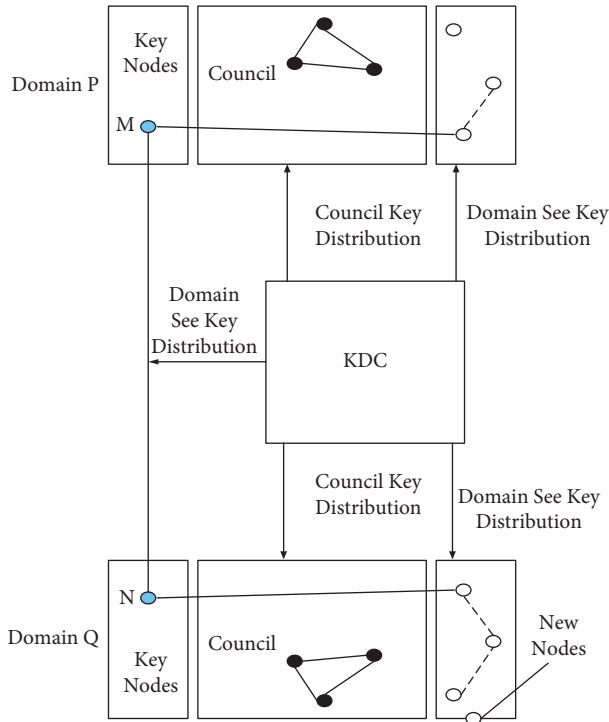 Key
Nodes
Council
Domain P
M
Council Key
Distribution
Domain See Key
Distribution
Domain
See Key
Distribution
KDC
Council Key
Distribution
Domain See Key
Distribution
N
Domain Q
Council
Key
Nodes
New
Nodes